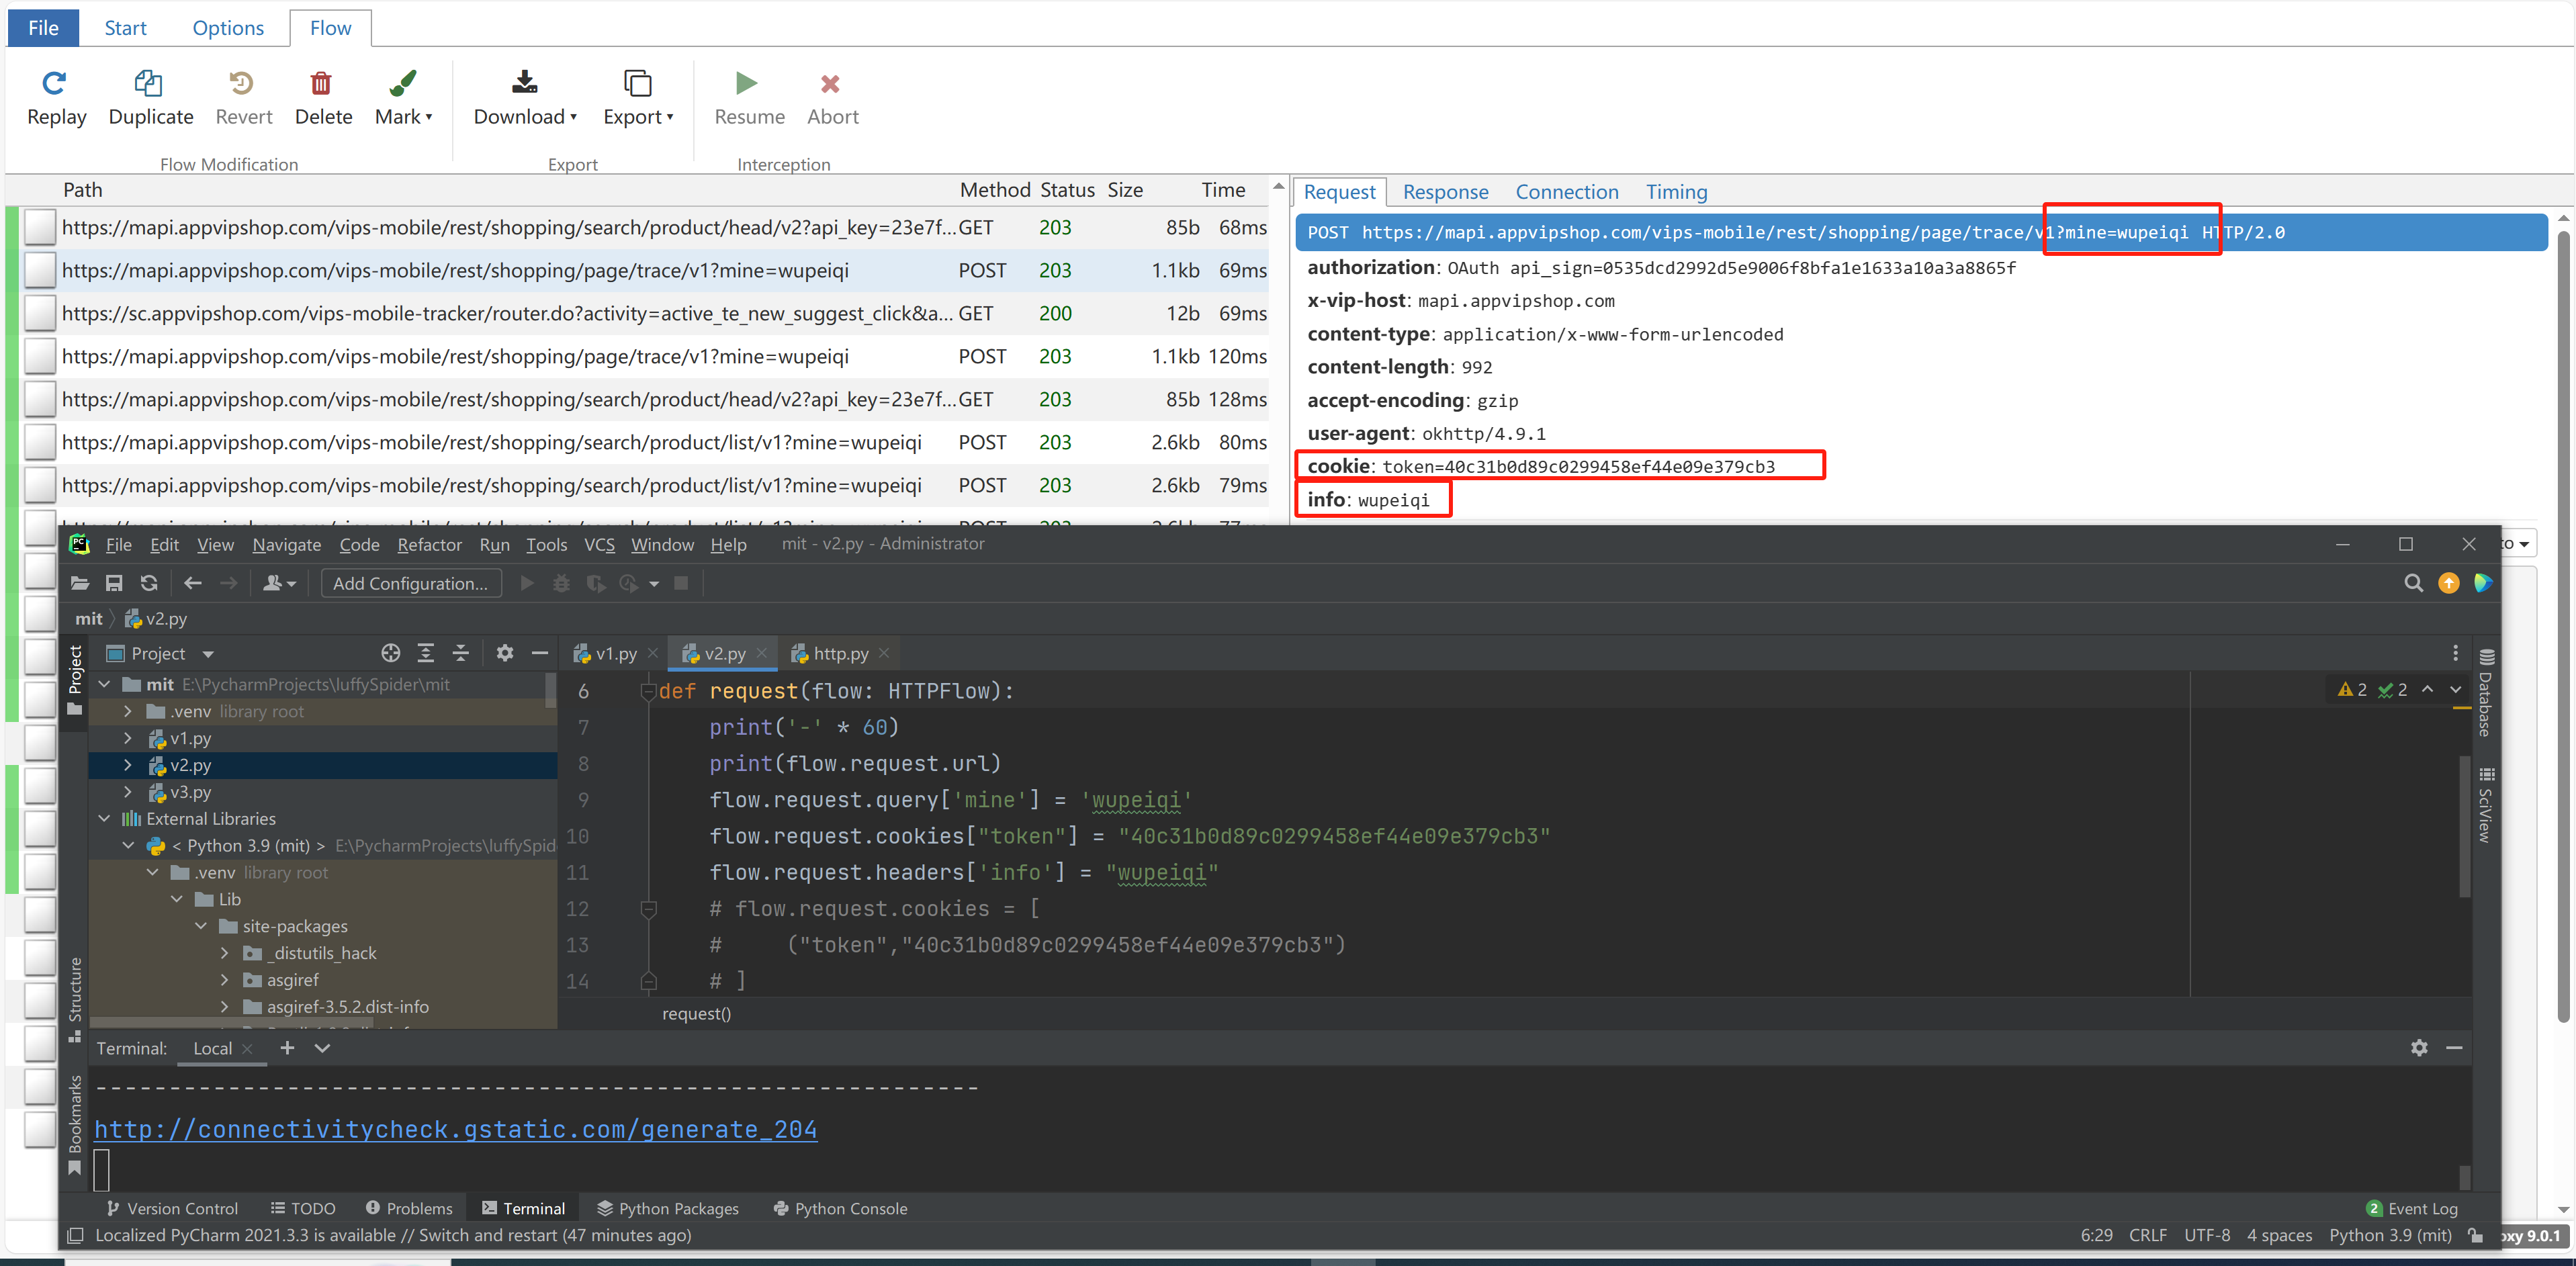 File Start Options Flow
Replay Duplicate Revert Delete Mark Download Export Resume Abort
Flow Modification Export Interception
Path Method Status Size Time
https://mapi.appvipshop.com/vips-mobile/rest/shopping/search/product/head/v2?api_key=23e7f... GET 203 85b 68ms
https://mapi.appvipshop.com/vips-mobile/rest/shopping/page/trace/v1?mine=wupeiqi POST 203 1.1kb 69ms
https://sc.appvipshop.com/vips-mobile-tracker/router.do?activity=active_te_new_suggest_click&a... GET 200 12b 69ms
https://mapi.appvipshop.com/vips-mobile/rest/shopping/page/trace/v1?mine=wupeiqi POST 203 1.1kb 120ms
https://mapi.appvipshop.com/vips-mobile/rest/shopping/search/product/head/v2?api_key=23e7f... GET 203 85b 128ms
https://mapi.appvipshop.com/vips-mobile/rest/shopping/search/product/list/v1?mine=wupeiqi POST 203 2.6kb 80ms
https://mapi.appvipshop.com/vips-mobile/rest/shopping/search/product/list/v1?mine=wupeiqi POST 203 2.6kb 79ms
Request Response Connection Timing
POST https://mapi.appvipshop.com/vips-mobile/rest/shopping/page/trace/v1?mine=wupeiqi HTTP/2.0
authorization: OAuth api_sign=0535dcd2992d5e9006f8bfa1e1633a10a3a8865f
x-vip-host: mapi.appvipshop.com
content-type: application/x-www-form-urlencoded
content-length: 992
accept-encoding: gzip
user-agent: okhttp/4.9.1
cookie: token=40c31b0d89c0299458ef44e09e379cb3
info: wupeiqi
File Edit View Navigate Code Refactor Run Tools VCS Window Help mit - v2.py - Administrator
Add Configuration...
mit v2.py
Project v1.py v2.py http.py
Project
mit E:\PycharmProjects\luffySpider\mit
.venv library root
v1.py
v2.py
v3.py
External Libraries
< Python 3.9 (mit) > E:\PycharmProjects\luffySpid
.venv library root
Lib
site-packages
_distutils_hack
asgiref
asgiref-3.5.2.dist-info
6 def request(flow: HTTPFlow):
7 print('-' * 60)
8 print(flow.request.url)
9 flow.request.query['mine'] = 'wupeiqi'
10 flow.request.cookies["token"] = "40c31b0d89c0299458ef44e09e379cb3"
11 flow.request.headers['info'] = "wupeiqi"
12 # flow.request.cookies = [
13 # ("token","40c31b0d89c0299458ef44e09e379cb3")
14 # ]
request()
2 2
Database
SciView
Structure
Bookmarks
Terminal: Local
------------------------------------------------------------
http://connectivitycheck.gstatic.com/generate_204
Version Control TODO Problems Terminal Python Packages Python Console 2 Event Log
Localized PyCharm 2021.3.3 is available // Switch and restart (47 minutes ago) 6:29 CRLF UTF-8 4 spaces Python 3.9 (mit) oxy 9.0.1